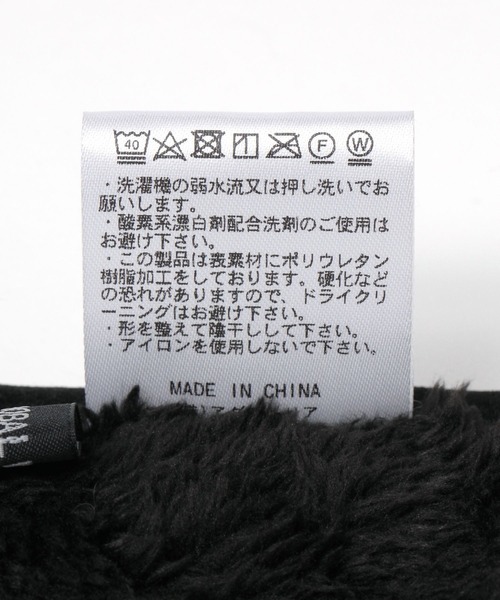 40 F W
・洗濯機の弱水流又は押し洗いでお
願いします。
・酸素系漂白剤配合洗剤のご使用は
お避け下さい。
・この製品は表素材にポリウレタン
樹脂加工をしております。硬化など
の恐れがありますので、ドライクリ
ーニングはお避け下さい。
・形を整えて陰干しして下さい。
・アイロンを使用しないで下さい。
MADE IN CHINA